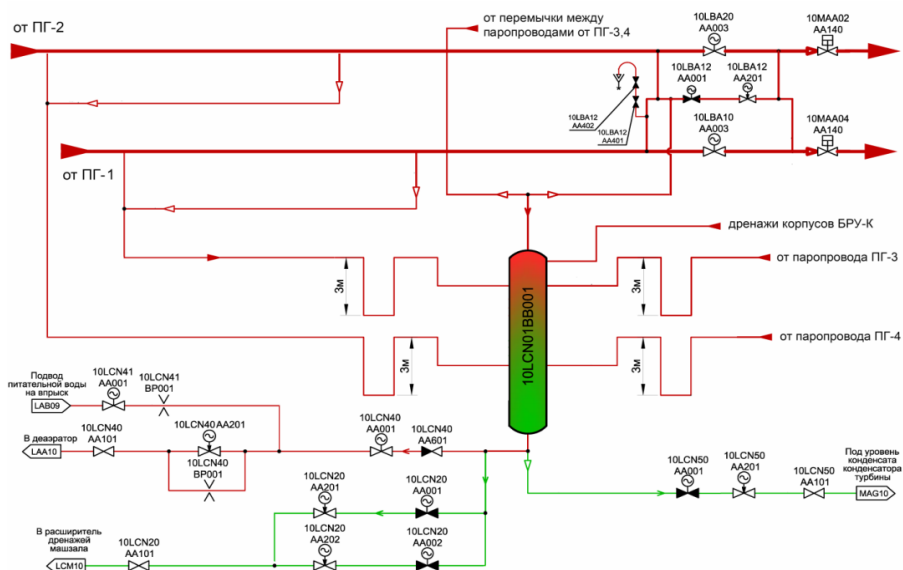 от ПГ-2
от перемычки между
паропроводами от ПГ-3,4
10LBA20
AA003
10MAA02
AA140
10LBA12
AA001
10LBA12
AA201
10LBA12
AA402
10LBA12
AA401
10LBA10
AA003
10MAA04
AA140
от ПГ-1
дренажи корпусов БРУ-К
от паропровода ПГ-3
3м
3м
10LCN01BB001
от паропровода ПГ-4
3м
3м
Подвод
питательной воды
на впрыск
LAB09
10LCN41
AA001
10LCN41
BP001
В деаэратор
LAA10
10LCN40
AA101
10LCN40AA201
10LCN40
BP001
10LCN40
AA001
10LCN40
AA601
10LCN50
AA001
10LCN50
AA201
10LCN50
AA101
Под уровень
конденсата
конденсатора
турбины
MAG10
10LCN20
AA201
10LCN20
AA001
В расширитель
дренажей
машзала
LCM10
10LCN20
AA101
10LCN20
AA202
10LCN20
AA002